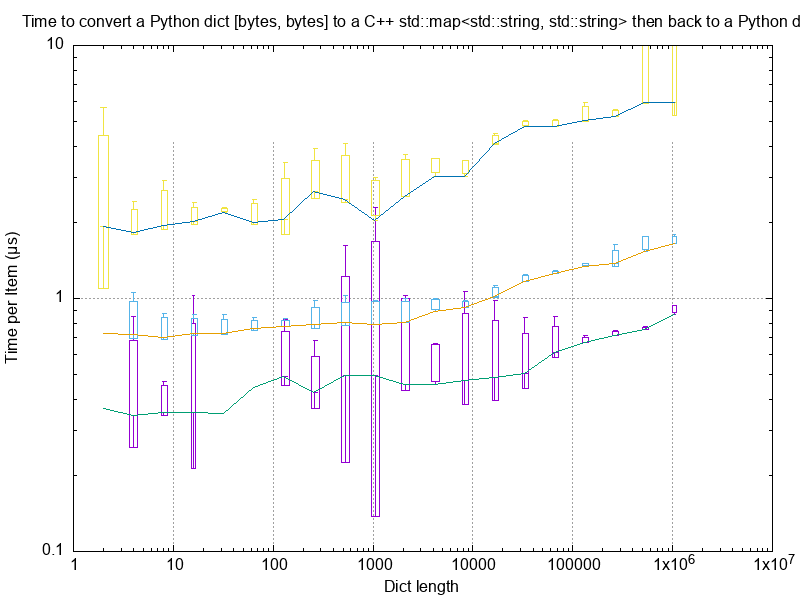 Time to convert a Python dict [bytes, bytes] to a C++ std::map<std::string, std::string> then back to a Python d
10
1
0.1
Time per Item (µs)
1 10 100 1000 10000 100000 1x10^6 1x10^7
Dict length